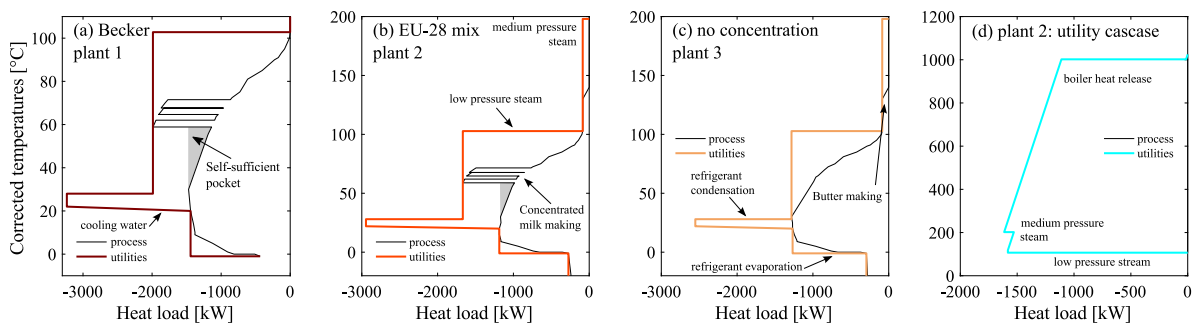 (a) Becker
plant 1
Self-sufficient
pocket
cooling water
process
utilities
Corrected temperatures [°C]
100
80
60
40
20
0
-3000
-2000
-1000
0
Heat load [kW]
(b) EU-28 mix
plant 2
medium pressure
steam
low pressure steam
Concentrated
milk making
process
utilities
200
150
100
50
0
-3000
-2000
-1000
0
Heat load [kW]
(c) no concentration
plant 3
process
utilities
refrigerant
condensation
Butter making
refrigerant evaporation
200
150
100
50
0
-3000
-2000
-1000
0
Heat load [kW]
(d) plant 2: utility cascase
boiler heat release
process
utilities
medium pressure
steam
low pressure stream
1200
1000
800
600
400
200
0
-2000
-1500
-1000
-500
0
Heat load [kW]